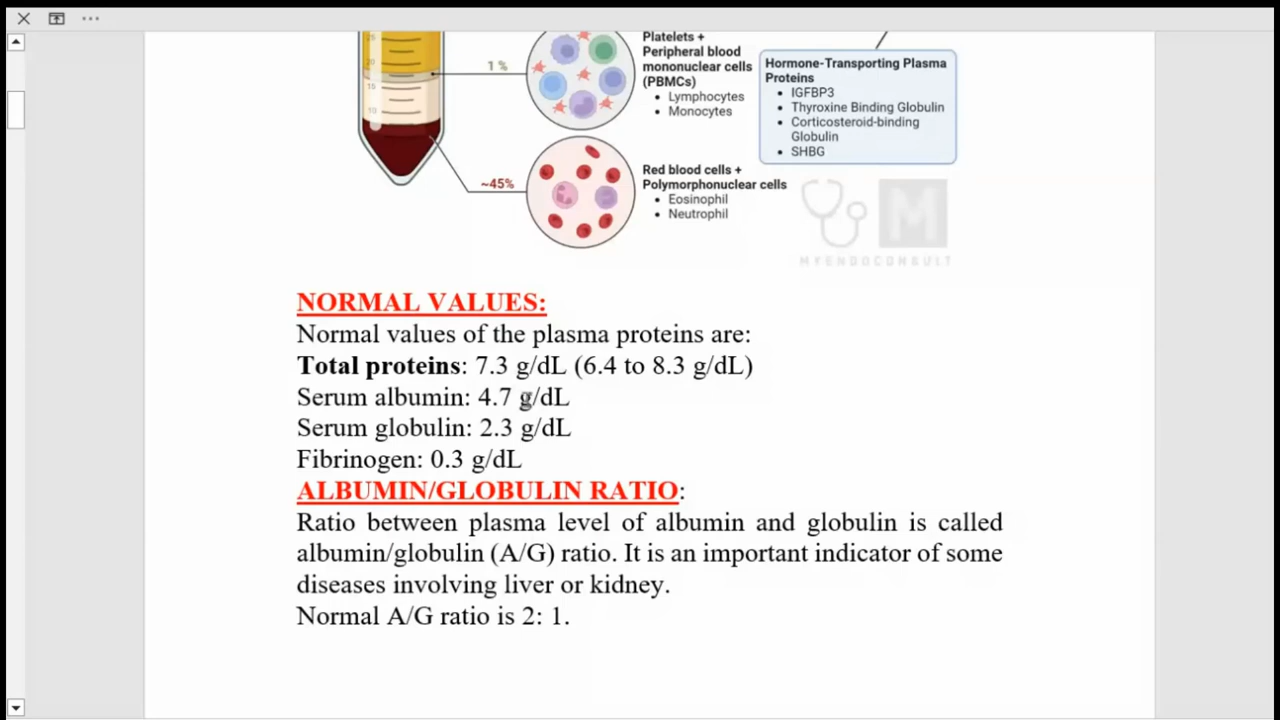 25
20
15
10
1 %
~45%
Platelets +
Peripheral blood
mononuclear cells
(PBMCs)
• Lymphocytes
• Monocytes
Hormone-Transporting Plasma
Proteins
• IGFBP3
• Thyroxine Binding Globulin
• Corticosteroid-binding
Globulin
• SHBG
Red blood cells +
Polymorphonuclear cells
• Eosinophil
• Neutrophil
M
MYENDOCONSULT
NORMAL VALUES:
Normal values of the plasma proteins are:
Total proteins: 7.3 g/dL (6.4 to 8.3 g/dL)
Serum albumin: 4.7 g/dL
Serum globulin: 2.3 g/dL
Fibrinogen: 0.3 g/dL
ALBUMIN/GLOBULIN RATIO:
Ratio between plasma level of albumin and globulin is called
albumin/globulin (A/G) ratio. It is an important indicator of some
diseases involving liver or kidney.
Normal A/G ratio is 2: 1.